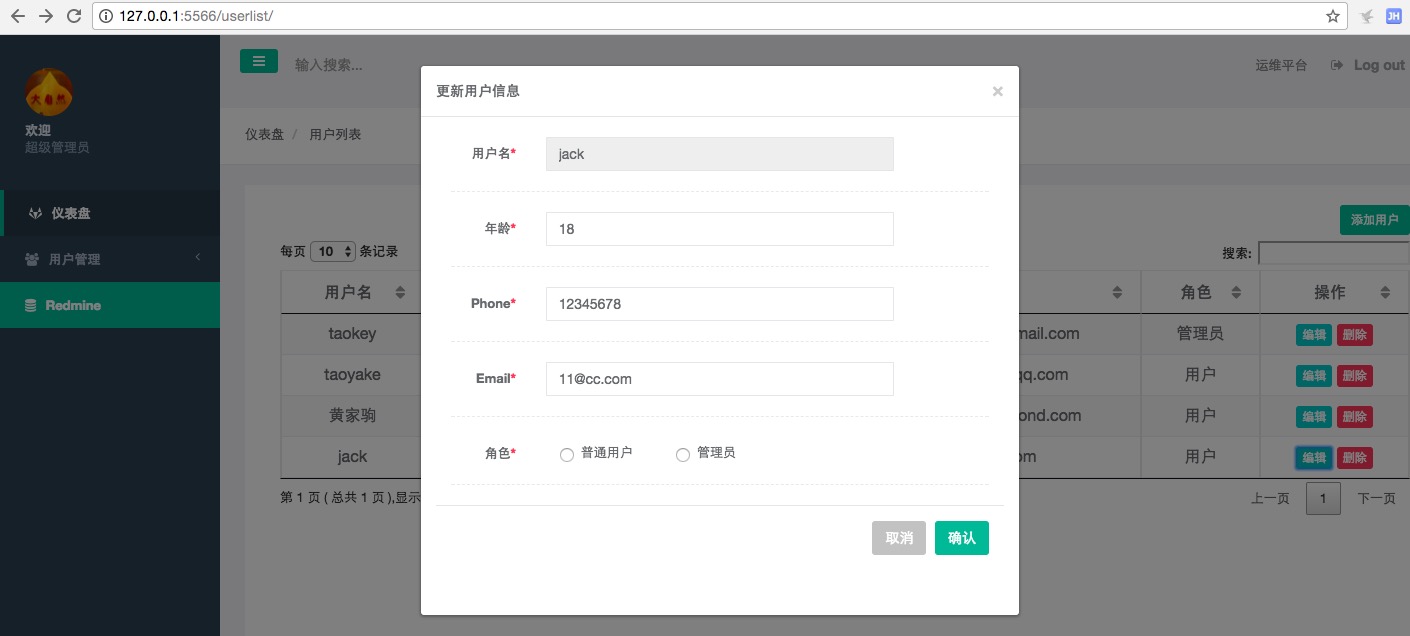 127.0.0.1:5566/userlist/
JH
大自然
欢迎
超级管理员
仪表盘
用户管理
Redmine
输入搜索...
运维平台 Log out
仪表盘 / 用户列表
添加用户
每页 10 条记录
搜索:
用户名 角色 操作
taokey mail.com 管理员 编辑 删除
taoyake qq.com 用户 编辑 删除
黄家驹 ond.com 用户 编辑 删除
jack om 用户 编辑 删除
第 1 页 ( 总共 1 页 ),显示
上一页 1 下一页
更新用户信息 ×
用户名* jack
年龄* 18
Phone* 12345678
Email* 11@cc.com
角色* 普通用户 管理员
取消 确认